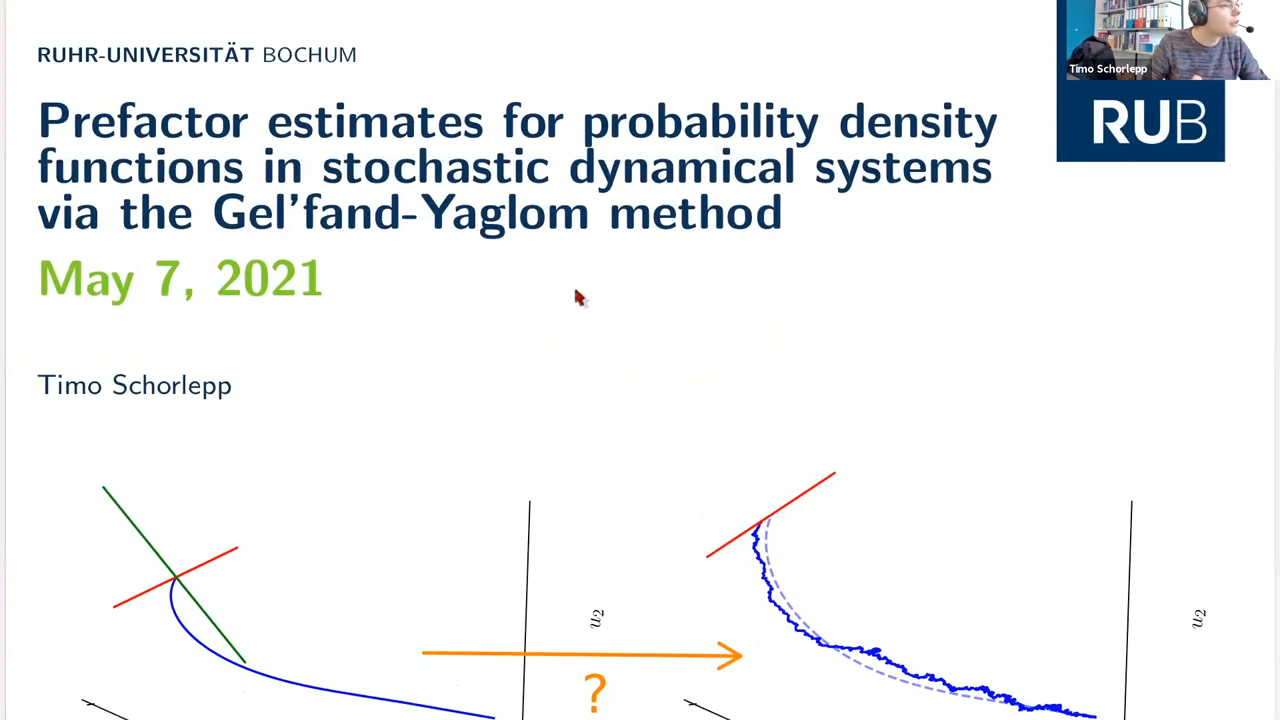 RUHR-UNIVERSITÄT BOCHUM
Timo Schorlepp
RUB
Prefactor estimates for probability density
functions in stochastic dynamical systems
via the Gel'fand-Yaglom method
May 7, 2021
Timo Schorlepp
u₂
u₂
?